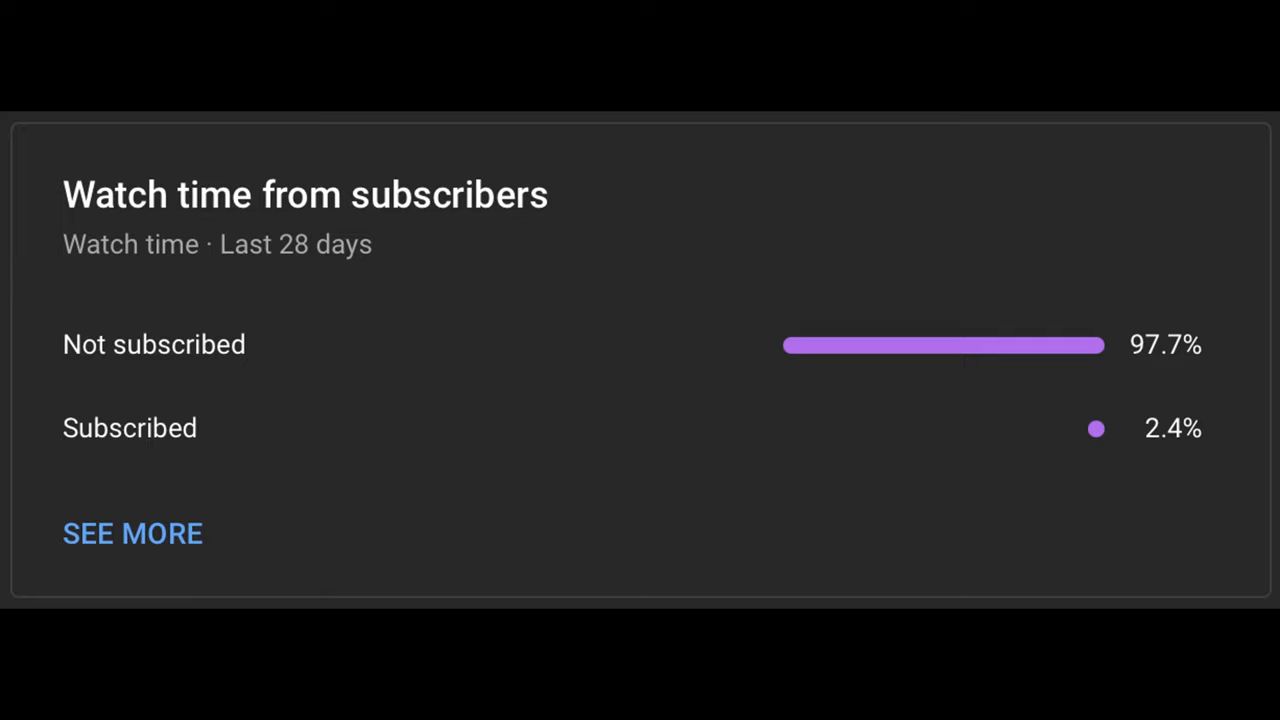 Watch time from subscribers
Watch time · Last 28 days
Not subscribed 97.7%
Subscribed 2.4%
SEE MORE